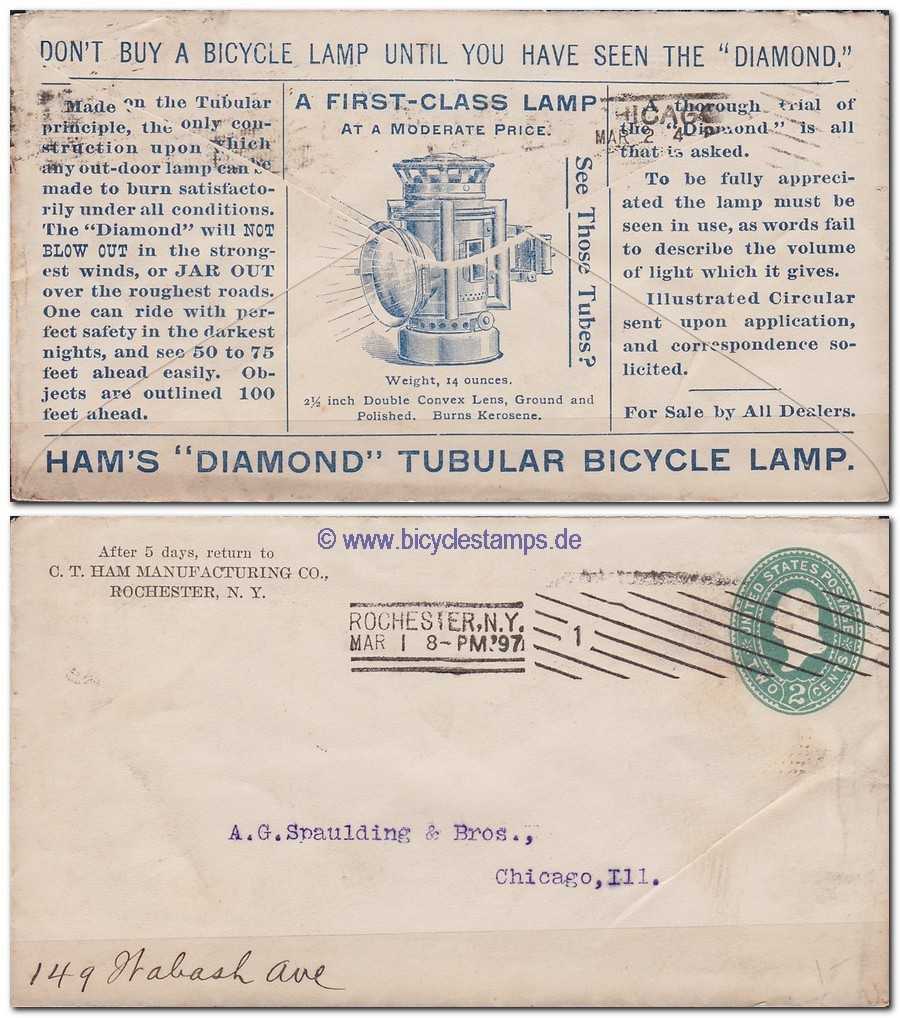 DON'T BUY A BICYCLE LAMP UNTIL YOU HAVE SEEN THE "DIAMOND."
Made on the Tubular
principle, the only con-
struction upon which
any out-door lamp can be
made to burn satisfacto-
rily under all conditions.
The "Diamond" will NOT
BLOW OUT in the strong-
est winds, or JAR OUT
over the roughest roads.
One can ride with per-
fect safety in the darkest
nights, and see 50 to 75
feet ahead easily. Ob-
jects are outlined 100
feet ahead.
A FIRST-CLASS LAMP
AT A MODERATE PRICE.
See Those Tubes?
Weight, 14 ounces.
2½ inch Double Convex Lens, Ground and
Polished. Burns Kerosene.
CHICAGO
MAR 2 4 P
A thorough trial of
the "Diamond" is all
that is asked.
To be fully appreci-
ated the lamp must be
seen in use, as words fail
to describe the volume
of light which it gives.
Illustrated Circular
sent upon application,
and correspondence so-
licited.
For Sale by All Dealers.
HAM'S "DIAMOND" TUBULAR BICYCLE LAMP.
© www.bicyclestamps.de
After 5 days, return to
C. T. HAM MANUFACTURING CO.,
ROCHESTER, N. Y.
ROCHESTER, N.Y.
MAR 1 8-PM.'97
1
UNITED STATES POSTAGE
TWO 2 CENTS
A.G.Spaulding & Bros.,
Chicago,Ill.
149 Wabash Ave